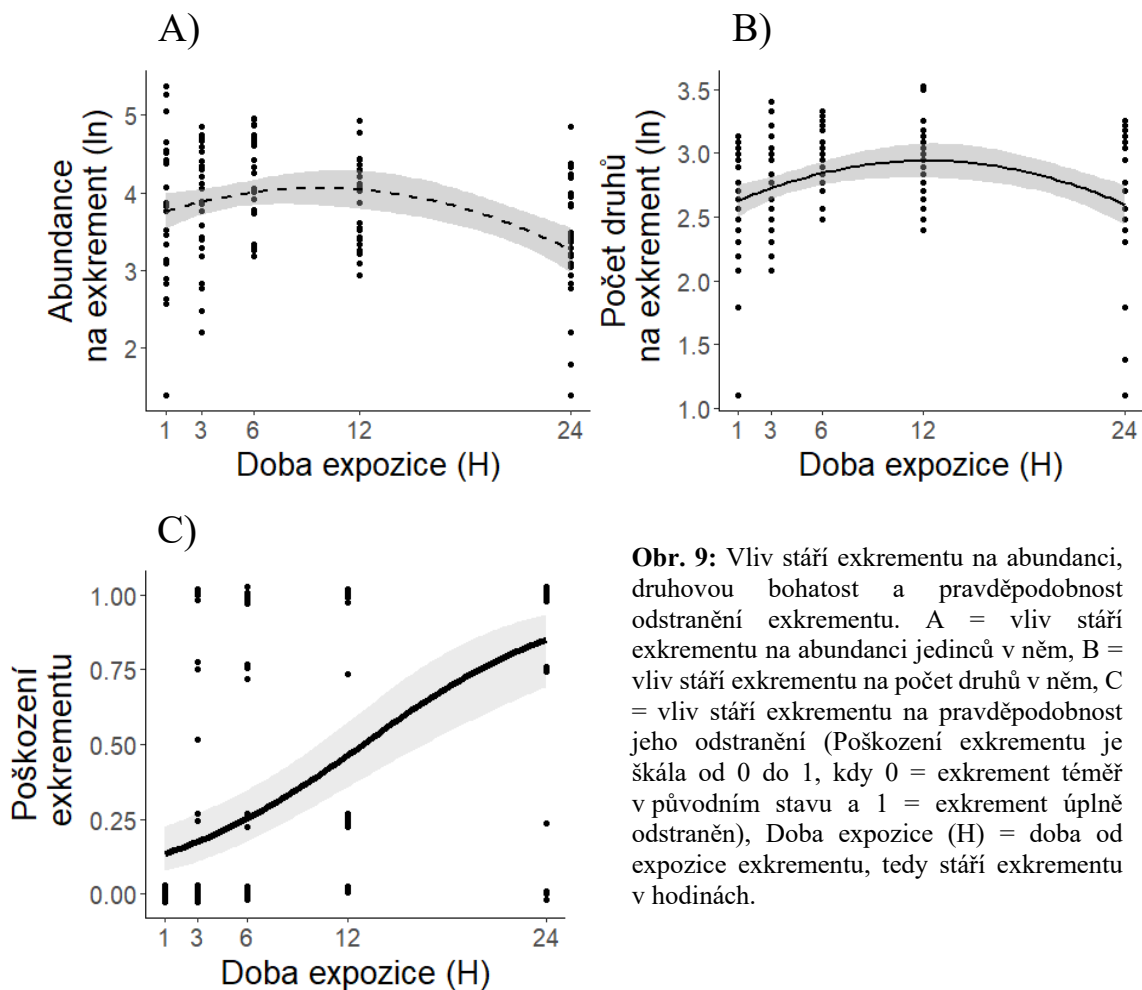 A)
Abundance
na exkrement (ln)
5
4
3
2
1
3
6
12
24
Doba expozice (H)
B)
Počet druhů
na exkrement (ln)
3.5
3.0
2.5
2.0
1.5
1.0
1
3
6
12
24
Doba expozice (H)
C)
Poškození
exkrementu
1.00
0.75
0.50
0.25
0.00
1
3
6
12
24
Doba expozice (H)
Obr. 9: Vliv stáří exkrementu na abundanci,
druhovou bohatost a pravděpodobnost
odstranění exkrementu. A = vliv stáří
exkrementu na abundanci jedinců v něm, B =
vliv stáří exkrementu na počet druhů v něm, C
= vliv stáří exkrementu na pravděpodobnost
jeho odstranění (Poškození exkrementu je
škála od 0 do 1, kdy 0 = exkrement téměř
v původním stavu a 1 = exkrement úplně
odstraněn), Doba expozice (H) = doba od
expozice exkrementu, tedy stáří exkrementu
v hodinách.